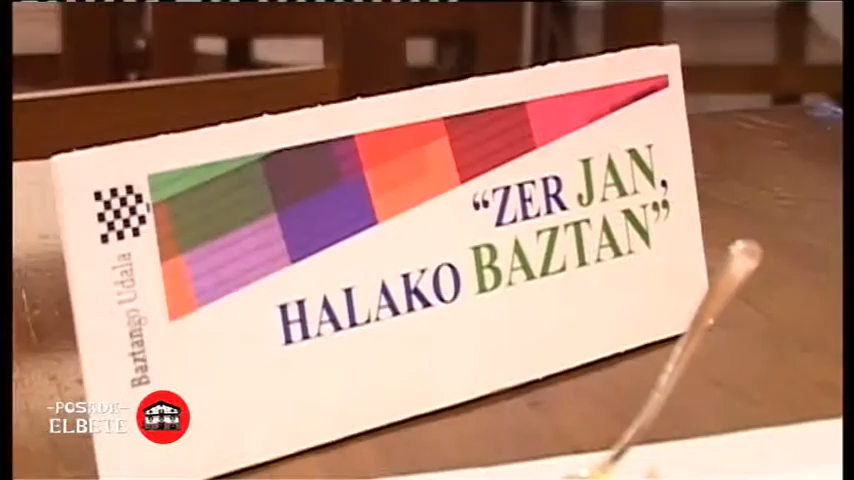 “ZER JAN,
HALAKO BAZTAN”
Baztango Udala
-POSADA-
ELBETE